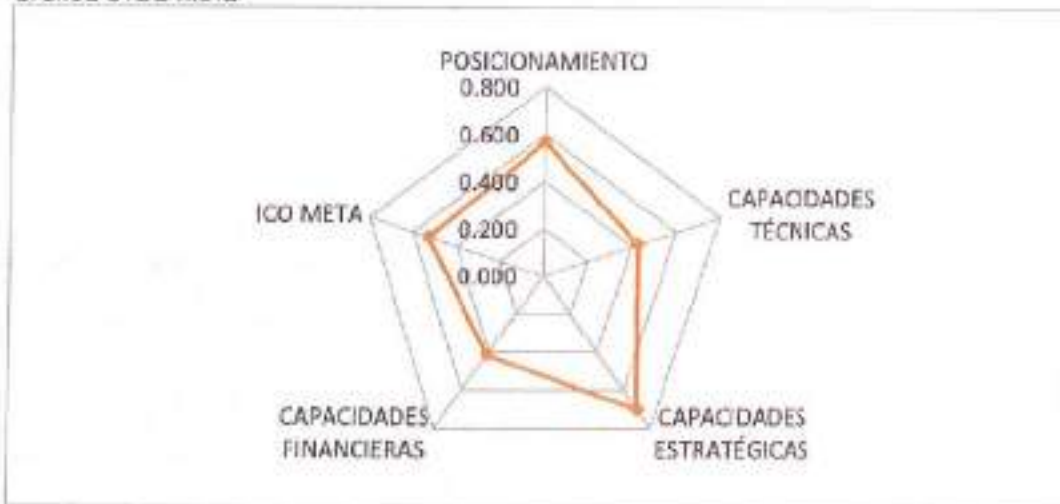 POSICIONAMIENTO
0.800
0.600
0.400
0.200
0.000
CAPACIDADES
TÉCNICAS
CAPACIDADES
ESTRATÉGICAS
CAPACIDADES
FINANCIERAS
ICO META